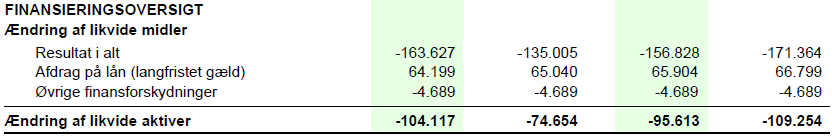 FINANSIERINGSOVERSIGT
Ændring af likvide midler
Resultat i alt -163.627 -135.005 -156.828 -171.364
Afdrag på lån (langfristet gæld) 64.199 65.040 65.904 66.799
Øvrige finansforskydninger -4.689 -4.689 -4.689 -4.689
Ændring af likvide aktiver -104.117 -74.654 -95.613 -109.254